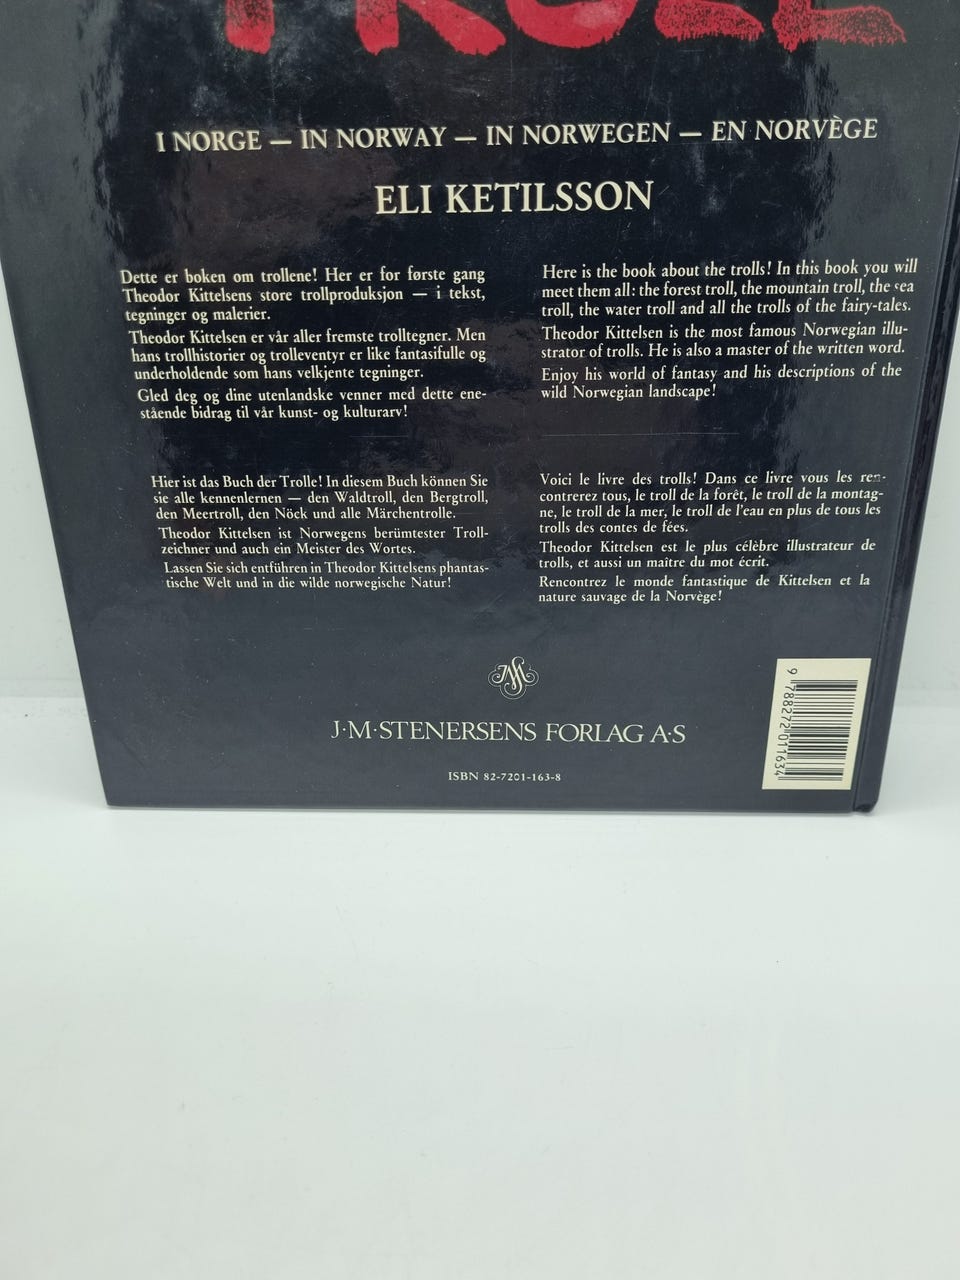 TROLL
I NORGE — IN NORWAY — IN NORWEGEN — EN NORVÈGE
ELI KETILSSON
Dette er boken om trollene! Her er for første gang
Theodor Kittelsens store trollproduksjon — i tekst,
tegninger og malerier.
Theodor Kittelsen er vår aller fremste trolltegner. Men
hans trollhistorier og trolleventyr er like fantasifulle og
underholdende som hans velkjente tegninger.
Gled deg og dine utenlandske venner med dette ene-
stående bidrag til vår kunst- og kulturarv!
Here is the book about the trolls! In this book you will
meet them all: the forest troll, the mountain troll, the sea
troll, the water troll and all the trolls of the fairy-tales.
Theodor Kittelsen is the most famous Norwegian illu-
strator of trolls. He is also a master of the written word.
Enjoy his world of fantasy and his descriptions of the
wild Norwegian landscape!
Hier ist das Buch der Trolle! In diesem Buch können Sie
sie alle kennenlernen — den Waldtroll, den Bergtroll,
den Meertroll, den Nöck und alle Märchentrolle.
Theodor Kittelsen ist Norwegens berümtester Troll-
zeichner und auch ein Meister des Wortes.
Lassen Sie sich entführen in Theodor Kittelsens phantas-
tische Welt und in die wilde norwegische Natur!
Voici le livre des trolls! Dans ce livre vous les ren-
contrerez tous, le troll de la forêt, le troll de la montag-
ne, le troll de la mer, le troll de l'eau en plus de tous les
trolls des contes de fées.
Theodor Kittelsen est le plus célèbre illustrateur de
trolls, et aussi un maître du mot écrit.
Rencontrez le monde fantastique de Kittelsen et la
nature sauvage de la Norvège!
JMS
J·M·STENERSENS FORLAG A·S
ISBN 82-7201-163-8
9 788272 011634